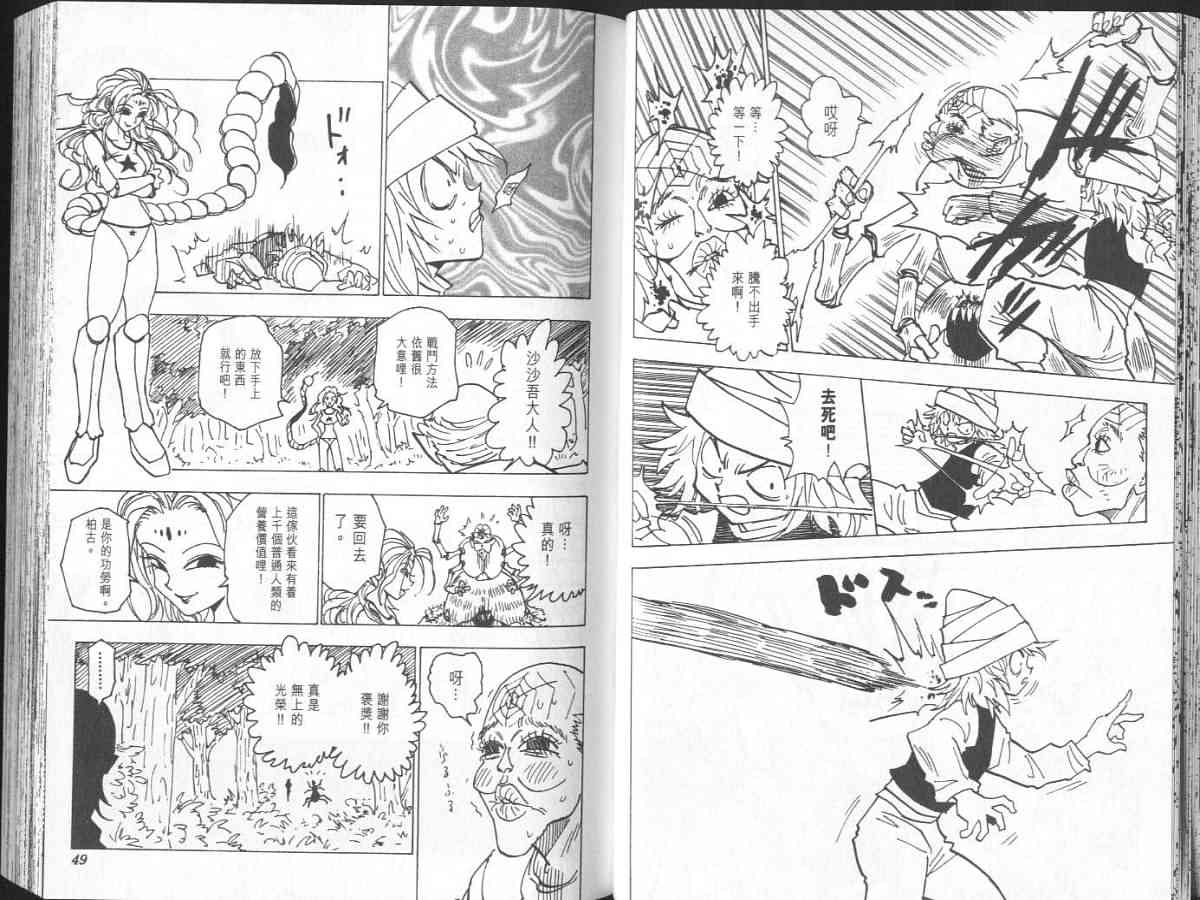 哎呀
等…
等一下！
騰不出手
來啊！
去死吧！
ドス…
ドォ…
沙沙吾大人!!
戰鬥方法
依舊很
大意哩！
放下手上
的東西
就行吧！
呀…
真的！
要回去
了。
這傢伙看來有着
上千個普通人類的
營養價值哩！
是你的功勞啊。
柏古。
呀…
ふるふる
謝謝你
褒獎!!
真是
無上的
光榮!!
………
49